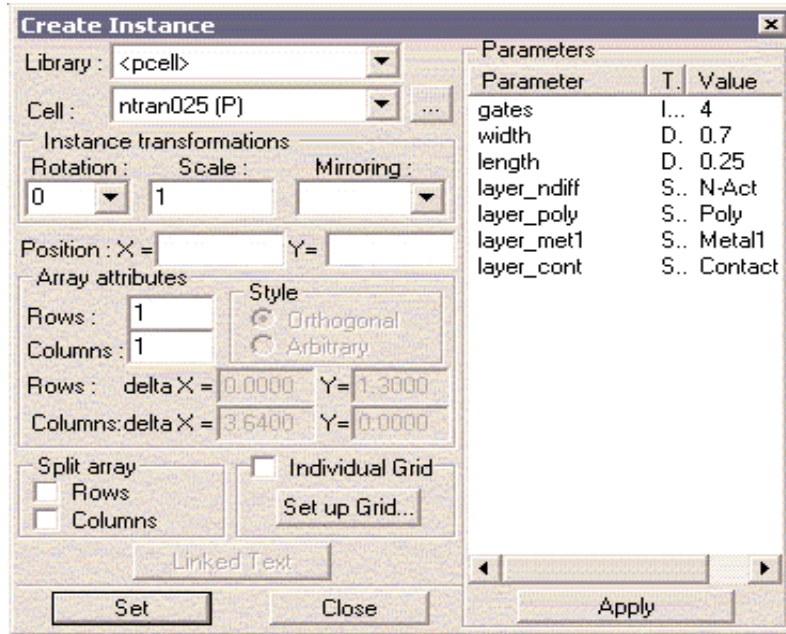 Create Instance
Library : <pcell>
Cell : ntran025 (P) ...
Instance transformations
Rotation : Scale : Mirroring :
0 1
Position : X = Y=
Array attributes
Style
Rows : 1
Orthogonal
Columns : 1
Arbitrary
Rows : delta X = 0.0000 Y= 1.3000
Columns: delta X = 3.6400 Y= 0.0000
Split array
Rows
Columns
Individual Grid
Set up Grid...
Linked Text
Set Close
Parameters
Parameter T. Value
gates I... 4
width D. 0.7
length D. 0.25
layer_ndiff S.. N-Act
layer_poly S.. Poly
layer_met1 S.. Metal1
layer_cont S.. Contact
Apply